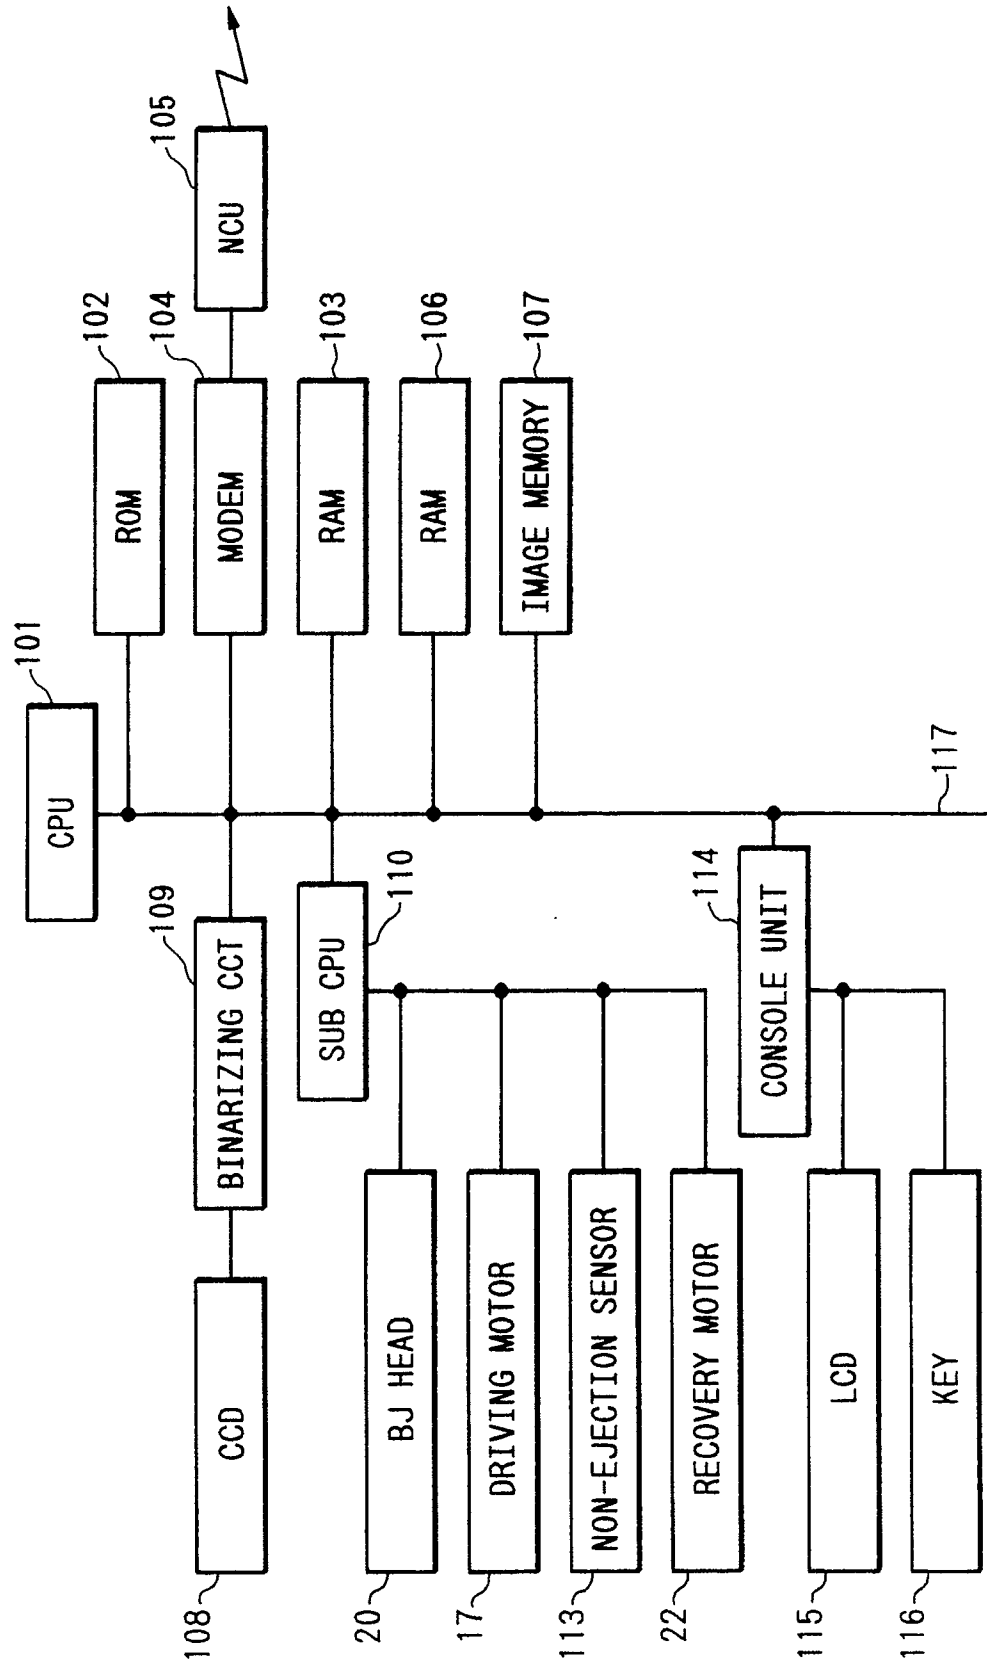 CPU
101
ROM
102
MODEM
104
NCU
105
RAM
103
RAM
106
IMAGE MEMORY
107
CCD
108
BINARIZING CCT
109
SUB CPU
110
BJ HEAD
20
DRIVING MOTOR
17
NON-EJECTION SENSOR
113
RECOVERY MOTOR
22
CONSOLE UNIT
114
LCD
115
KEY
116
117